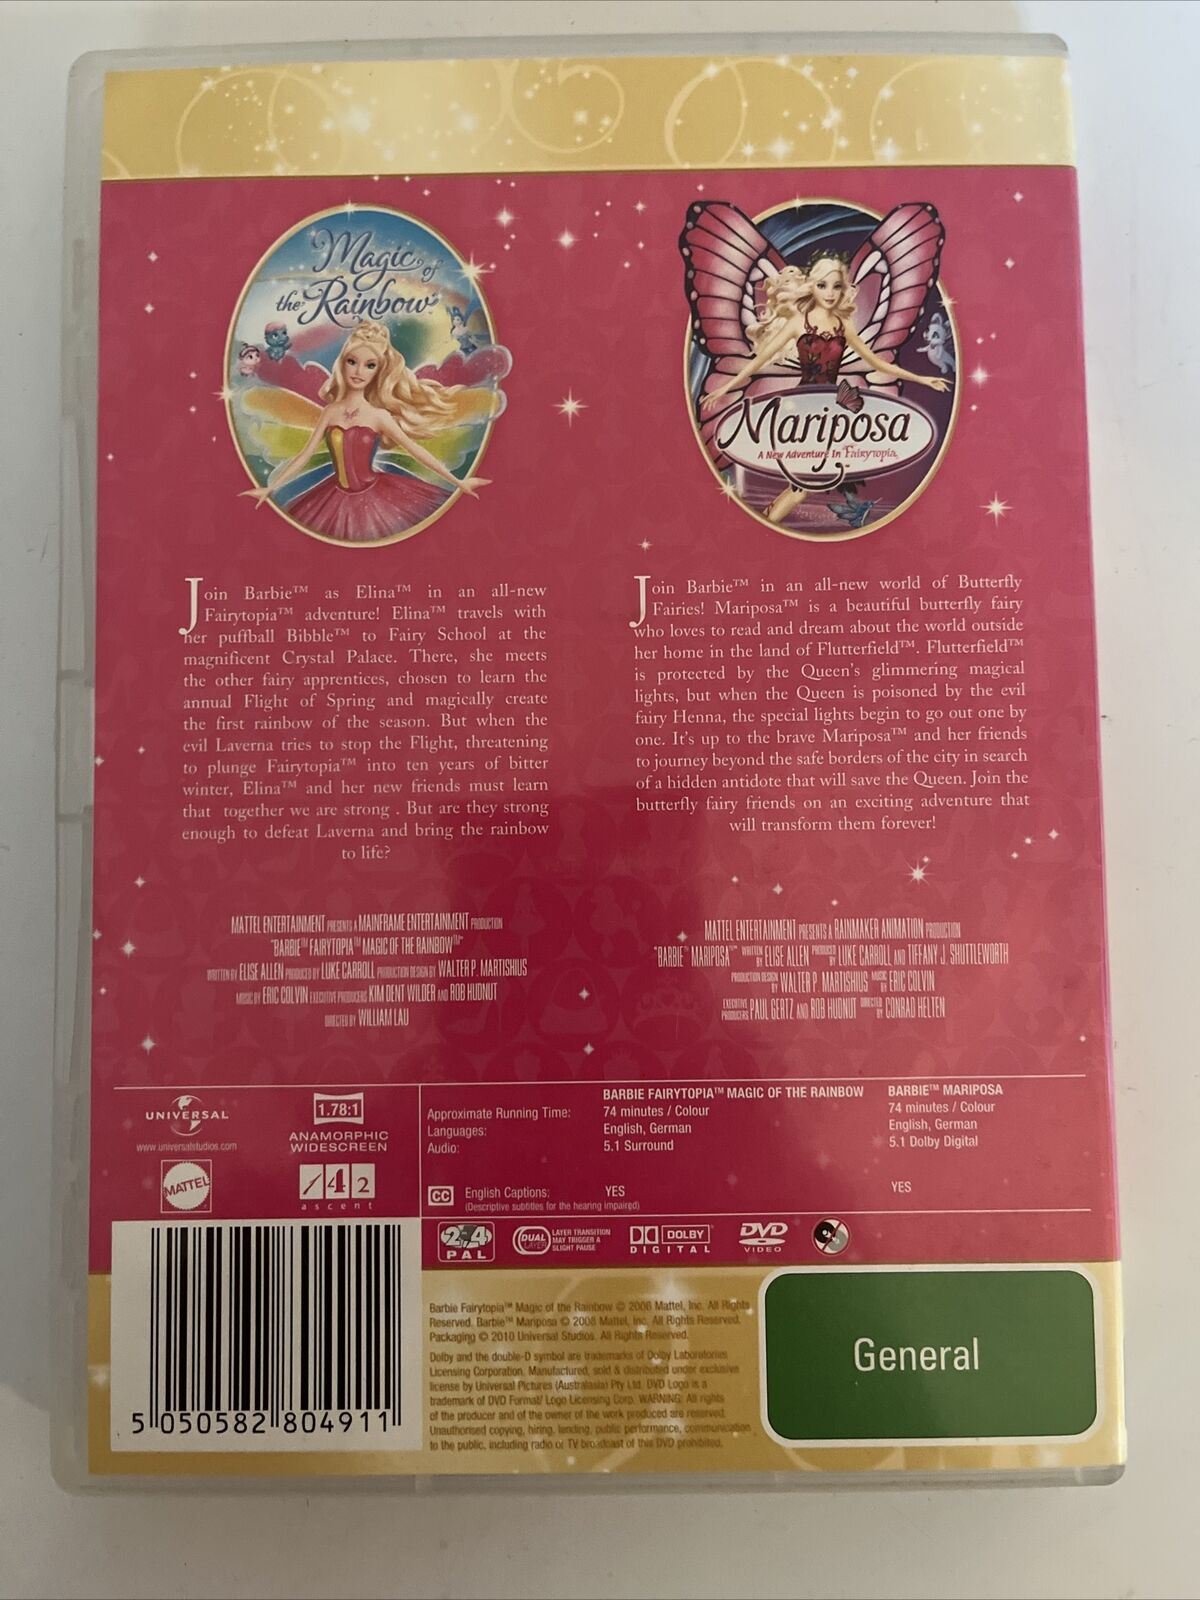 Magic of
the Rainbow
Mariposa
A New Adventure In Fairytopia
Join Barbie™ as Elina™ in an all-new
Fairytopia™ adventure! Elina™ travels with
her puffball Bibble™ to Fairy School at the
magnificent Crystal Palace. There, she meets
the other fairy apprentices, chosen to learn the
annual Flight of Spring and magically create
the first rainbow of the season. But when the
evil Laverna tries to stop the Flight, threatening
to plunge Fairytopia™ into ten years of bitter
winter, Elina™ and her new friends must learn
that together we are strong . But are they strong
enough to defeat Laverna and bring the rainbow
to life?
Join Barbie™ in an all-new world of Butterfly
Fairies! Mariposa™ is a beautiful butterfly fairy
who loves to read and dream about the world outside
her home in the land of Flutterfield™. Flutterfield™
is protected by the Queen's glimmering magical
lights, but when the Queen is poisoned by the evil
fairy Henna, the special lights begin to go out one by
one. It's up to the brave Mariposa™ and her friends
to journey beyond the safe borders of the city in search
of a hidden antidote that will save the Queen. Join the
butterfly fairy friends on an exciting adventure that
will transform them forever!
MATTEL ENTERTAINMENT PRESENTS A MAINFRAME ENTERTAINMENT PRODUCTION
"BARBIE™ FAIRYTOPIA™ MAGIC OF THE RAINBOW™"
WRITTEN BY ELISE ALLEN PRODUCED BY LUKE CARROLL PRODUCTION DESIGN BY WALTER P. MARTISHIUS
MUSIC BY ERIC COLVIN EXECUTIVE PRODUCERS KIM DENT WILDER AND ROB HUDNUT
DIRECTED BY WILLIAM LAU
MATTEL ENTERTAINMENT PRESENTS A RAINMAKER ANIMATION PRODUCTION
"BARBIE™ MARIPOSA™" WRITTEN BY ELISE ALLEN PRODUCED BY LUKE CARROLL AND TIFFANY J. SHUTTLEWORTH
PRODUCTION DESIGN BY WALTER P. MARTISHIUS MUSIC BY ERIC COLVIN
EXECUTIVE PRODUCERS PAUL GERTZ AND ROB HUDNUT DIRECTED BY CONRAD HELTEN
UNIVERSAL
www.universalstudios.com
1.78:1
ANAMORPHIC
WIDESCREEN
MATTEL
142
ascent
BARBIE FAIRYTOPIA™ MAGIC OF THE RAINBOW BARBIE™ MARIPOSA
Approximate Running Time: 74 minutes / Colour 74 minutes / Colour
Languages: English, German English, German
Audio: 5.1 Surround 5.1 Dolby Digital
CC English Captions: YES YES
(Descriptive subtitles for the hearing impaired)
2 4
PAL
DUAL LAYER
LAYER TRANSITION
MAY TRIGGER A
SLIGHT PAUSE
DOLBY
DIGITAL
DVD
VIDEO
Barbie Fairytopia™ Magic of the Rainbow © 2006 Mattel, Inc. All Rights
Reserved. Barbie™ Mariposa © 2008 Mattel, Inc. All Rights Reserved.
Packaging © 2010 Universal Studios. All Rights Reserved.
Dolby and the double-D symbol are trademarks of Dolby Laboratories
Licensing Corporation. Manufactured, sold & distributed under exclusive
license by Universal Pictures (Australasia) Pty Ltd. DVD Logo is a
trademark of DVD Format/ Logo Licensing Corp. WARNING: All rights
of the producer and of the owner of the work produced are reserved.
Unauthorised copying, hiring, lending, public performance, communication
to the public, including radio or TV broadcast of this DVD prohibited.
General
5 050582 804911